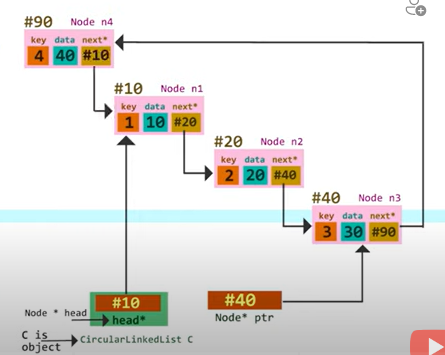 #90 Node n4
key data next*
4 40 #10
#10 Node n1
key data next*
1 10 #20
#20 Node n2
key data next*
2 20 #40
#40 Node n3
key data next*
3 30 #90
#10
Node * head
head*
#40
Node* ptr
C is
object
CircularLinkedList C